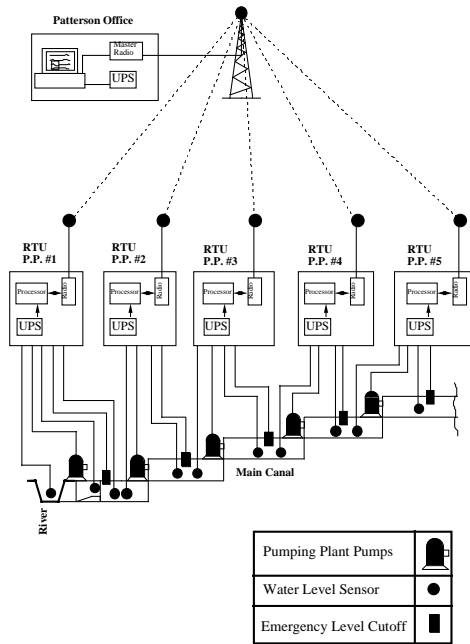 Patterson Office
Master
Radio
UPS
RTU
P.P. #1
RTU
P.P. #2
RTU
P.P. #3
RTU
P.P. #4
RTU
P.P. #5
Processor
Radio
UPS
Processor
Radio
UPS
Processor
Radio
UPS
Processor
Radio
UPS
Processor
Radio
UPS
Main Canal
River
Pumping Plant Pumps
Water Level Sensor
Emergency Level Cutoff